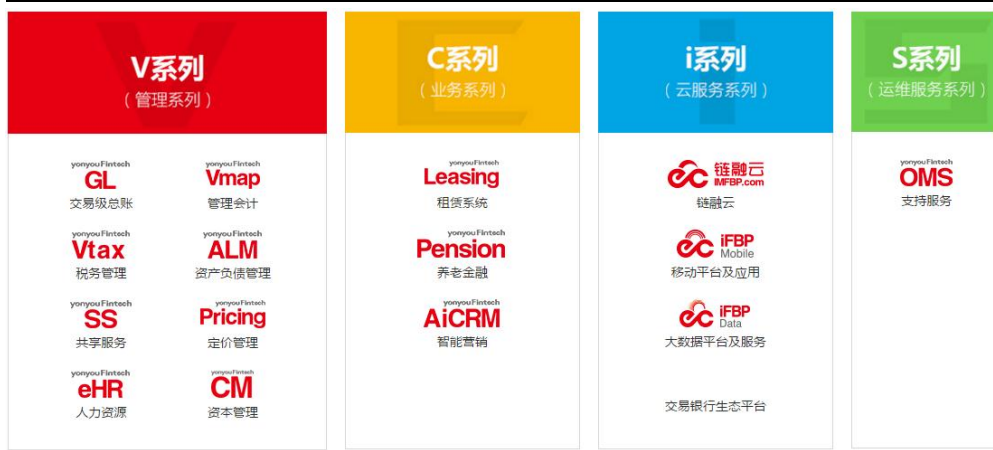 V系列
（管理系列）
yonyouFintech
GL
交易级总账
yonyouFintech
Vmap
管理会计
yonyouFintech
Vtax
税务管理
yonyouFintech
ALM
资产负债管理
yonyouFintech
SS
共享服务
yonyouFintech
Pricing
定价管理
yonyouFintech
eHR
人力资源
yonyouFintech
CM
资本管理
C系列
（业务系列）
yonyouFintech
Leasing
租赁系统
yonyouFintech
Pension
养老金融
yonyouFintech
AiCRM
智能营销
i系列
（云服务系列）
链融云
IMFBP.com
链融云
iFBP
Mobile
移动平台及应用
iFBP
Data
大数据平台及服务
交易银行生态平台
S系列
（运维服务系列）
yonyouFintech
OMS
支持服务